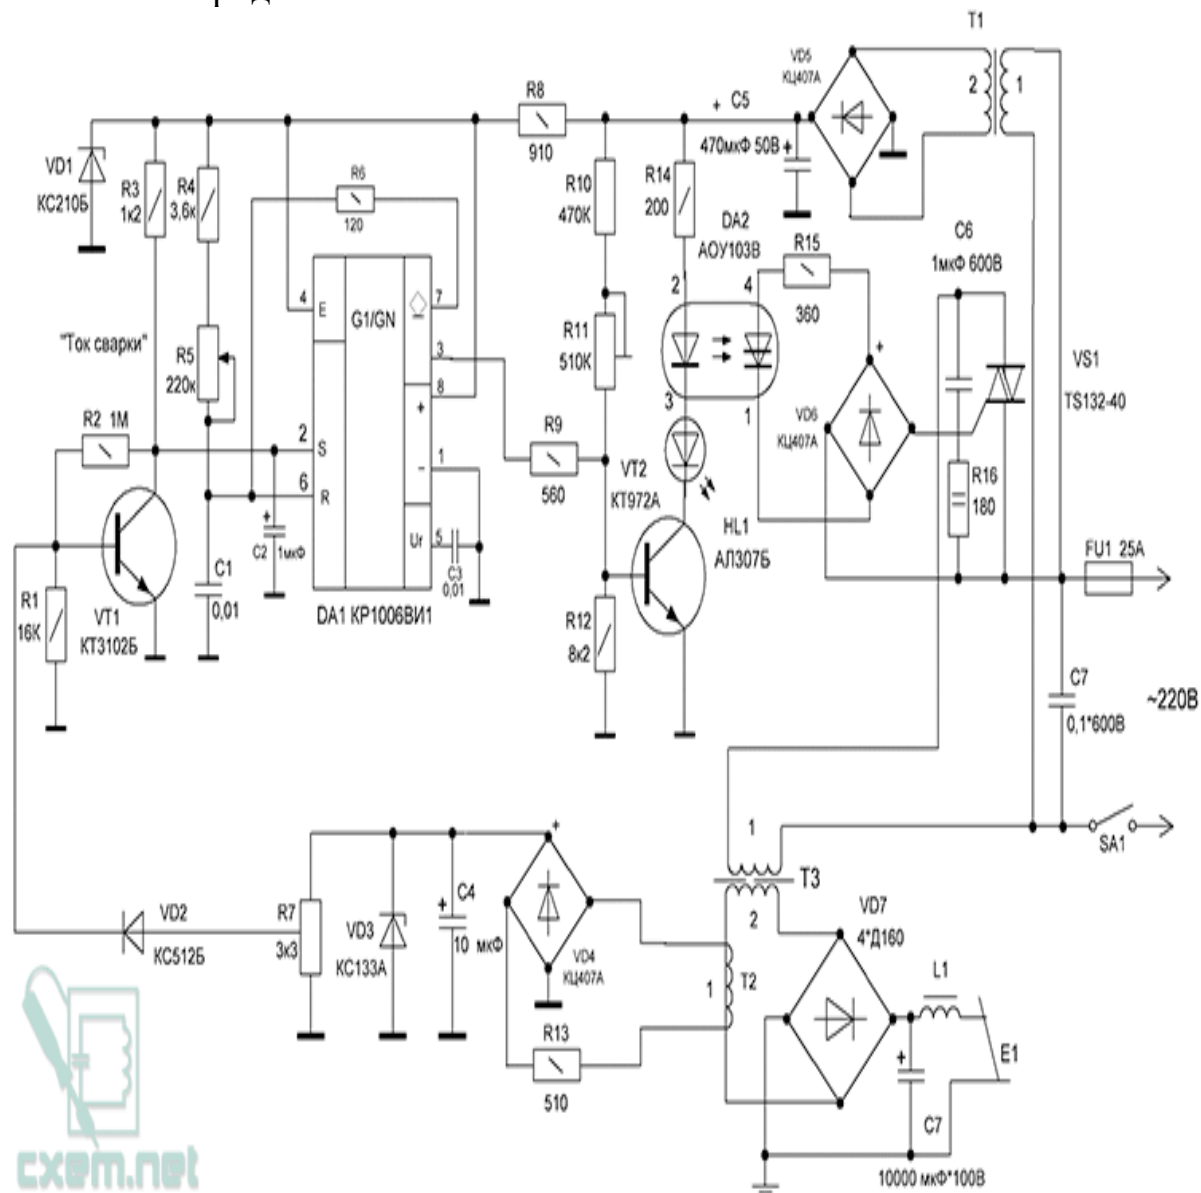 T1
VD5
КЦ407А
2
1
R8
910
+ C5
470мкФ 50В +
VD1
КС210Б
R3
1к2
R4
3,6к
R6
120
R10
470К
R14
200
DA2
АОУ103В
R15
360
C6
1мкФ 600В
"Ток сварки"
R5
220к
4
E
G1/GN
7
3
8
+
2
S
1
-
6
R
Ur
5
R11
510К
2
4
3
1
+
VD6
КЦ407А
VS1
TS132-40
R2 1М
R9
560
VT2
КТ972А
HL1
АЛ307Б
R16
180
FU1 25А
R1
16К
VT1
КТ3102Б
C1
0,01
+
C2
1мкФ
C3
0,01
DA1 КР1006ВИ1
R12
8к2
C7
0,1*600В
~220В
SA1
1
T3
2
VD2
КС512Б
R7
3к3
VD3
КС133А
+
C4
10 мкФ
+
VD4
КЦ407А
1
T2
VD7
4*Д160
L1
E1
R13
510
+
C7
10000 мкФ*100В
cxem.net